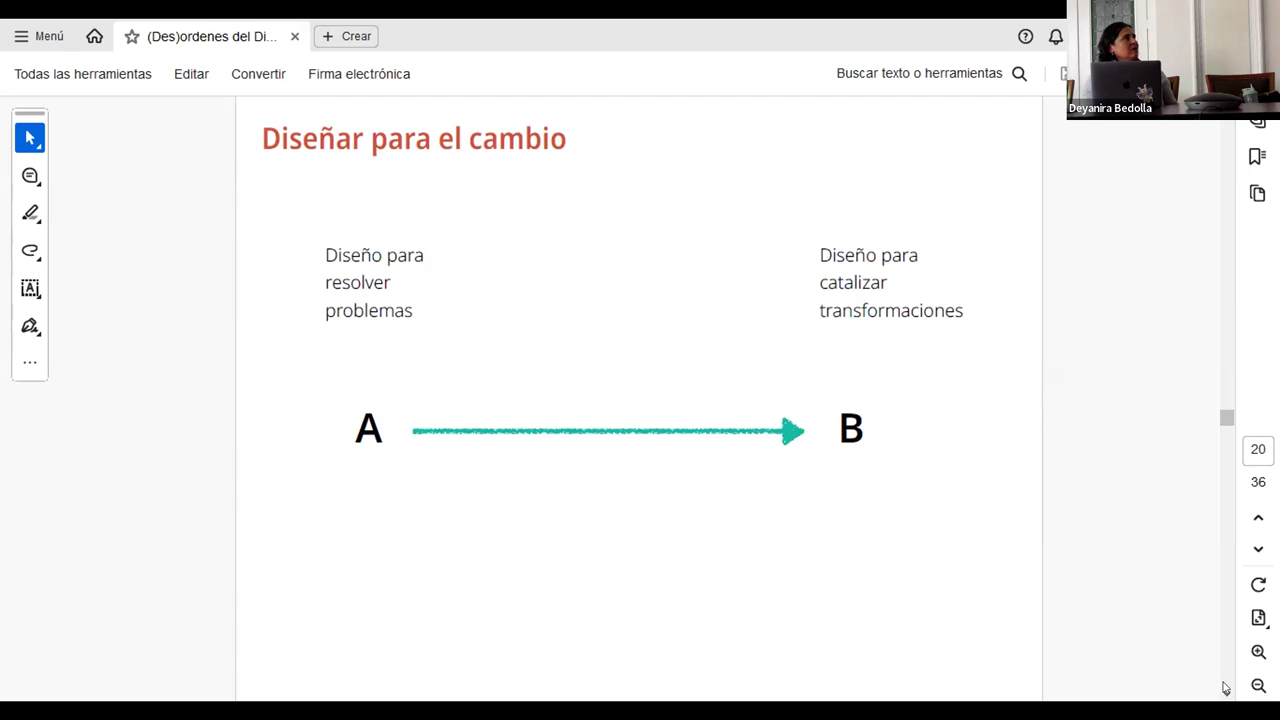 Menú
(Des)ordenes del Di...
Crear
Todas las herramientas
Editar
Convertir
Firma electrónica
Buscar texto o herramientas
Deyanira Bedolla
Diseñar para el cambio
Diseño para
resolver
problemas
Diseño para
catalizar
transformaciones
A
B
20
36